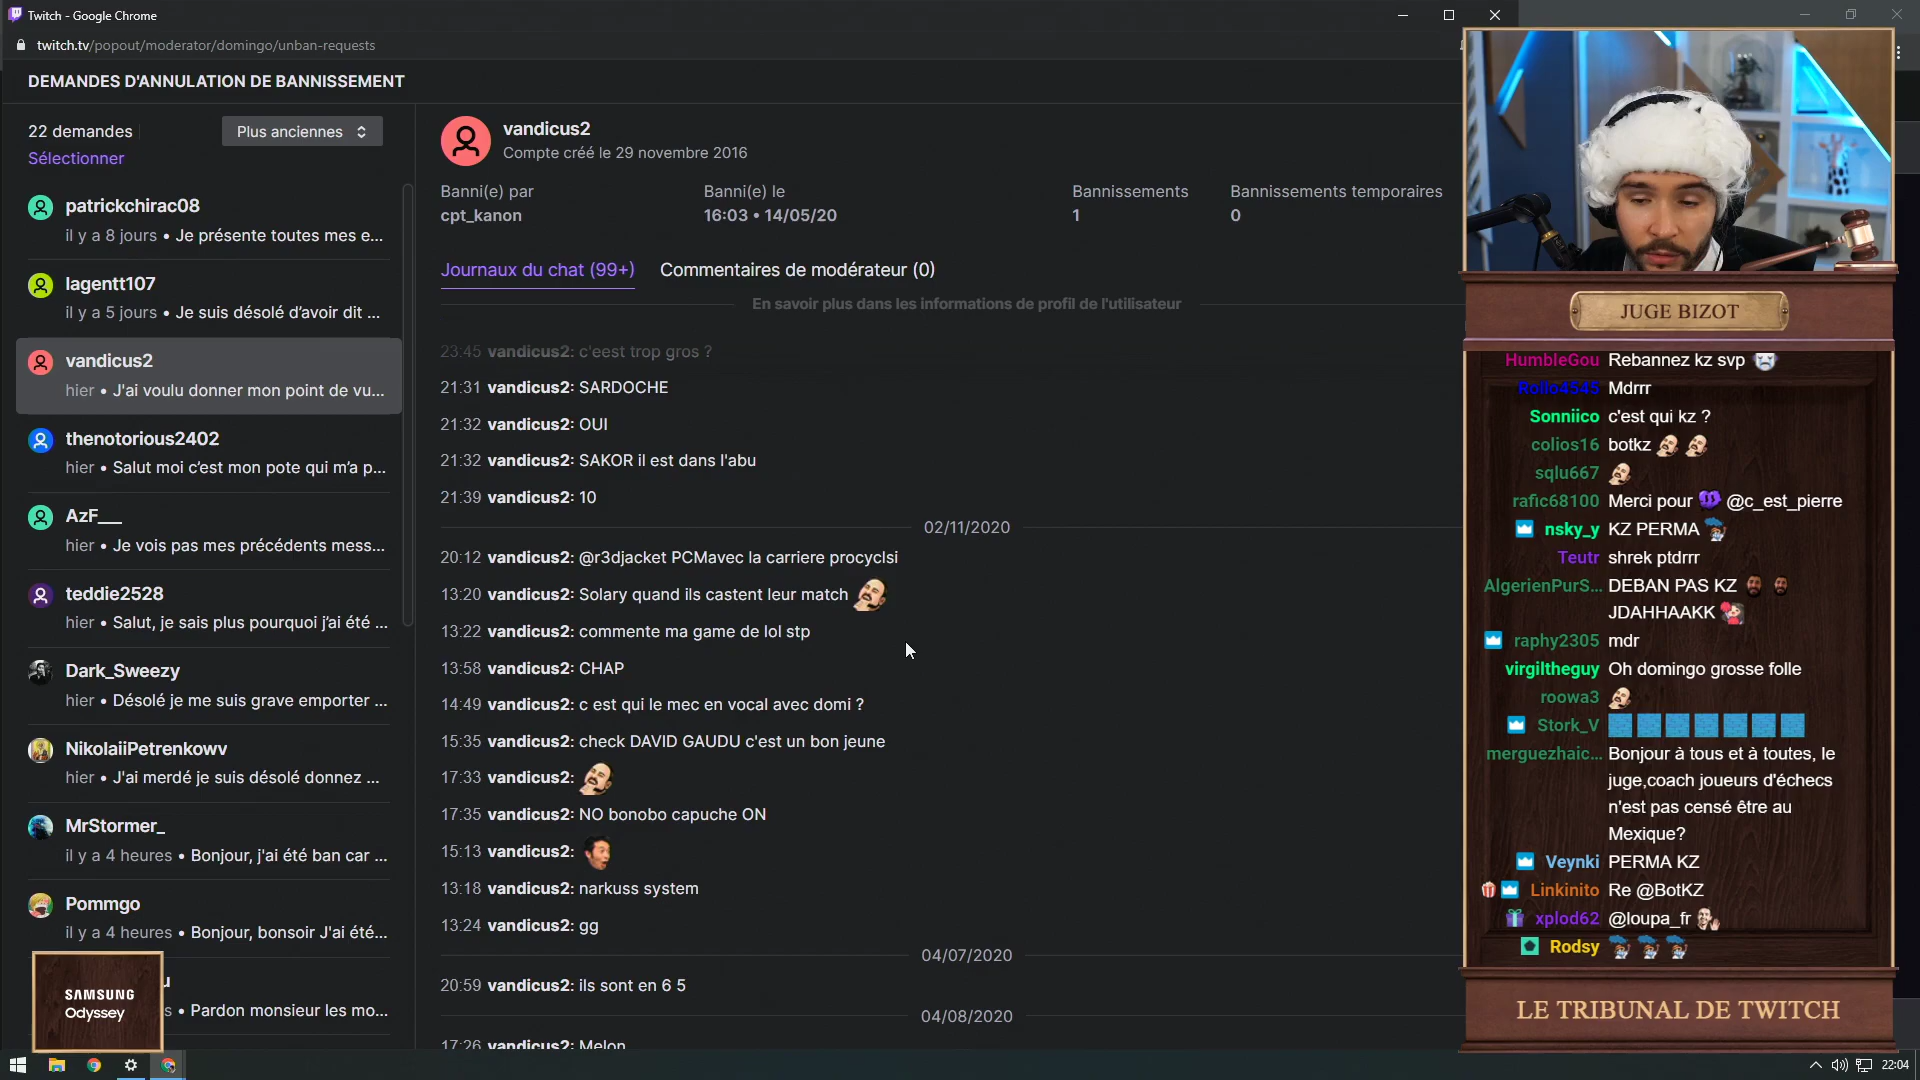 Twitch - Google Chrome
twitch.tv/popout/moderator/domingo/unban-requests
DEMANDES D'ANNULATION DE BANNISSEMENT
22 demandes
Plus anciennes
Sélectionner
patrickchirac08
il y a 8 jours • Je présente toutes mes e...
lagentt107
il y a 5 jours • Je suis désolé d'avoir dit ...
vandicus2
hier • J'ai voulu donner mon point de vu...
thenotorious2402
hier • Salut moi c'est mon pote qui m'a p...
AzF___
hier • Je vois pas mes précédents mess...
teddie2528
hier • Salut, je sais plus pourquoi j'ai été ...
Dark_Sweezy
hier • Désolé je me suis grave emporter ...
NikolaiiPetrenkowv
hier • J'ai merdé je suis désolé donnez ...
MrStormer_
il y a 4 heures • Bonjour, j'ai été ban car ...
Pommgo
il y a 4 heures • Bonjour, bonsoir J'ai été...
u
s • Pardon monsieur les mo...
SAMSUNG
Odyssey
vandicus2
Compte créé le 29 novembre 2016
Banni(e) par
cpt_kanon
Banni(e) le
16:03 • 14/05/20
Bannissements
1
Bannissements temporaires
0
Journaux du chat (99+)
Commentaires de modérateur (0)
En savoir plus dans les informations de profil de l'utilisateur
23:45 vandicus2: c'eest trop gros ?
21:31 vandicus2: SARDOCHE
21:32 vandicus2: OUI
21:32 vandicus2: SAKOR il est dans l'abu
21:39 vandicus2: 10
02/11/2020
20:12 vandicus2: @r3djacket PCMavec la carriere procyclsi
13:20 vandicus2: Solary quand ils castent leur match
13:22 vandicus2: commente ma game de lol stp
13:58 vandicus2: CHAP
14:49 vandicus2: c est qui le mec en vocal avec domi ?
15:35 vandicus2: check DAVID GAUDU c'est un bon jeune
17:33 vandicus2:
17:35 vandicus2: NO bonobo capuche ON
15:13 vandicus2:
13:18 vandicus2: narkuss system
13:24 vandicus2: gg
04/07/2020
20:59 vandicus2: ils sont en 6 5
04/08/2020
17:26 vandicus2: Melon
JUGE BIZOT
HumbleGou Rebannez kz svp
Rollo4545 Mdrrr
Sonniico c'est qui kz ?
colios16 botkz
sqlu667
rafic68100 Merci pour @c_est_pierre
nsky_y KZ PERMA
Teutr shrek ptdrrr
AlgerienPurS... DEBAN PAS KZ
JDAHHAAKK
raphy2305 mdr
virgiltheguy Oh domingo grosse folle
roowa3
Stork_V
merguezhaic... Bonjour à tous et à toutes, le
juge,coach joueurs d'échecs
n'est pas censé être au
Mexique?
Veynki PERMA KZ
Linkinito Re @BotKZ
xplod62 @loupa_fr
Rodsy
LE TRIBUNAL DE TWITCH
22:04